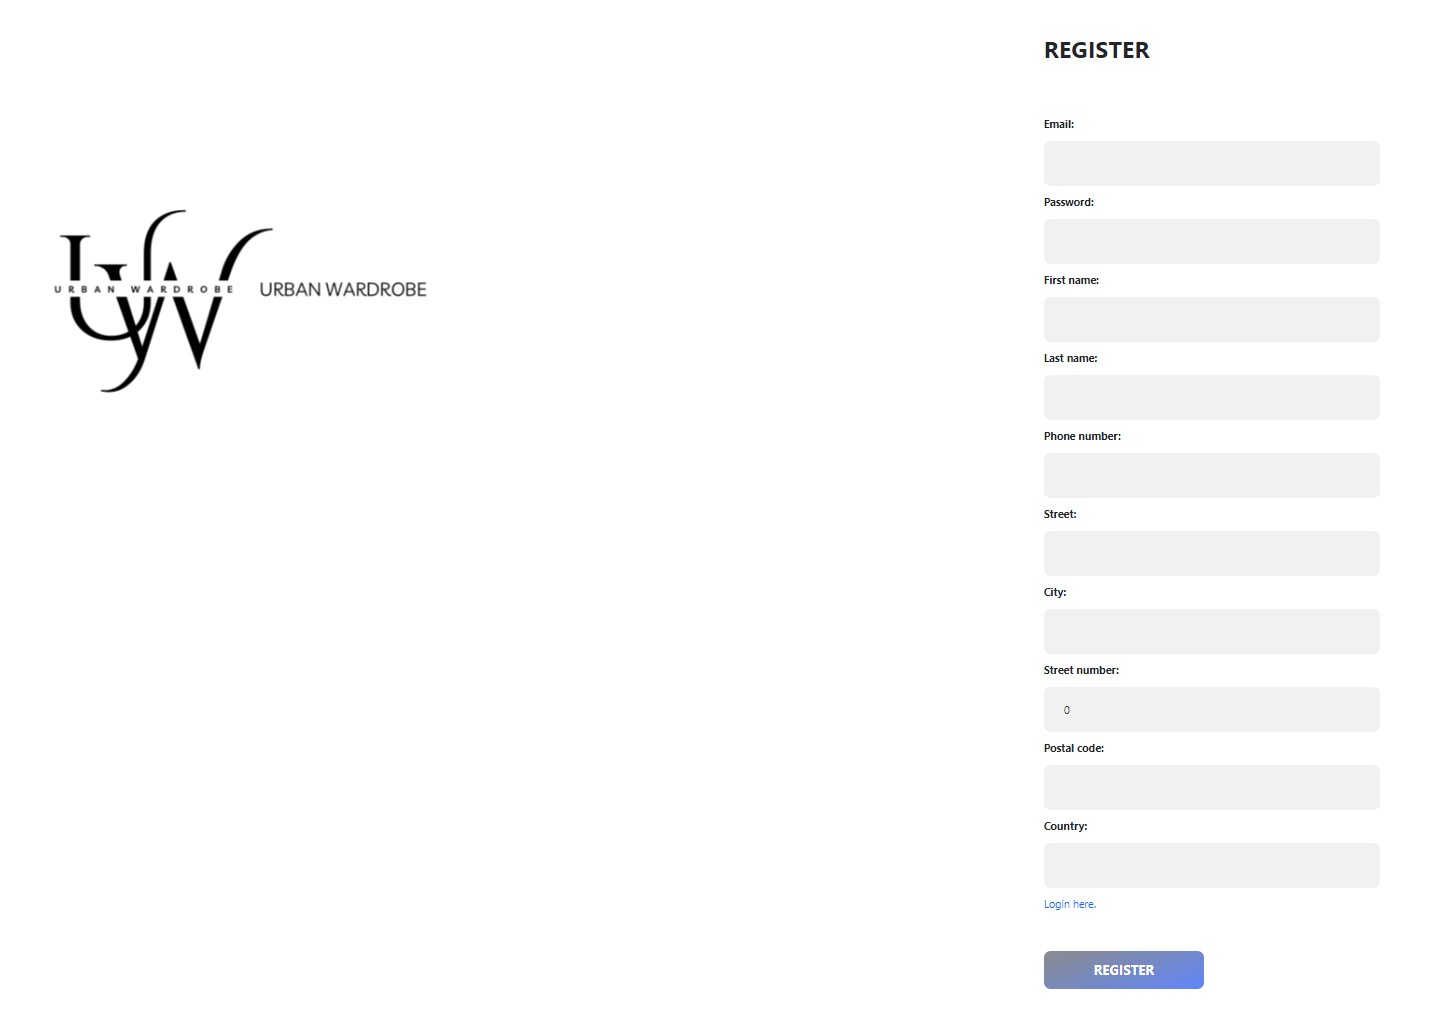 URBAN WARDROBE
UW
URBAN WARDROBE
REGISTER
Email:
Password:
First name:
Last name:
Phone number:
Street:
City:
Street number:
0
Postal code:
Country:
Login here.
REGISTER